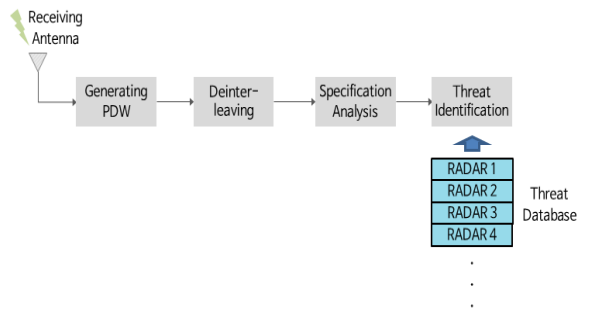 Receiving
Antenna
Generating
PDW
Deinter-
leaving
Specification
Analysis
Threat
Identification
RADAR 1
RADAR 2
RADAR 3
RADAR 4
Threat
Database
.
.
.